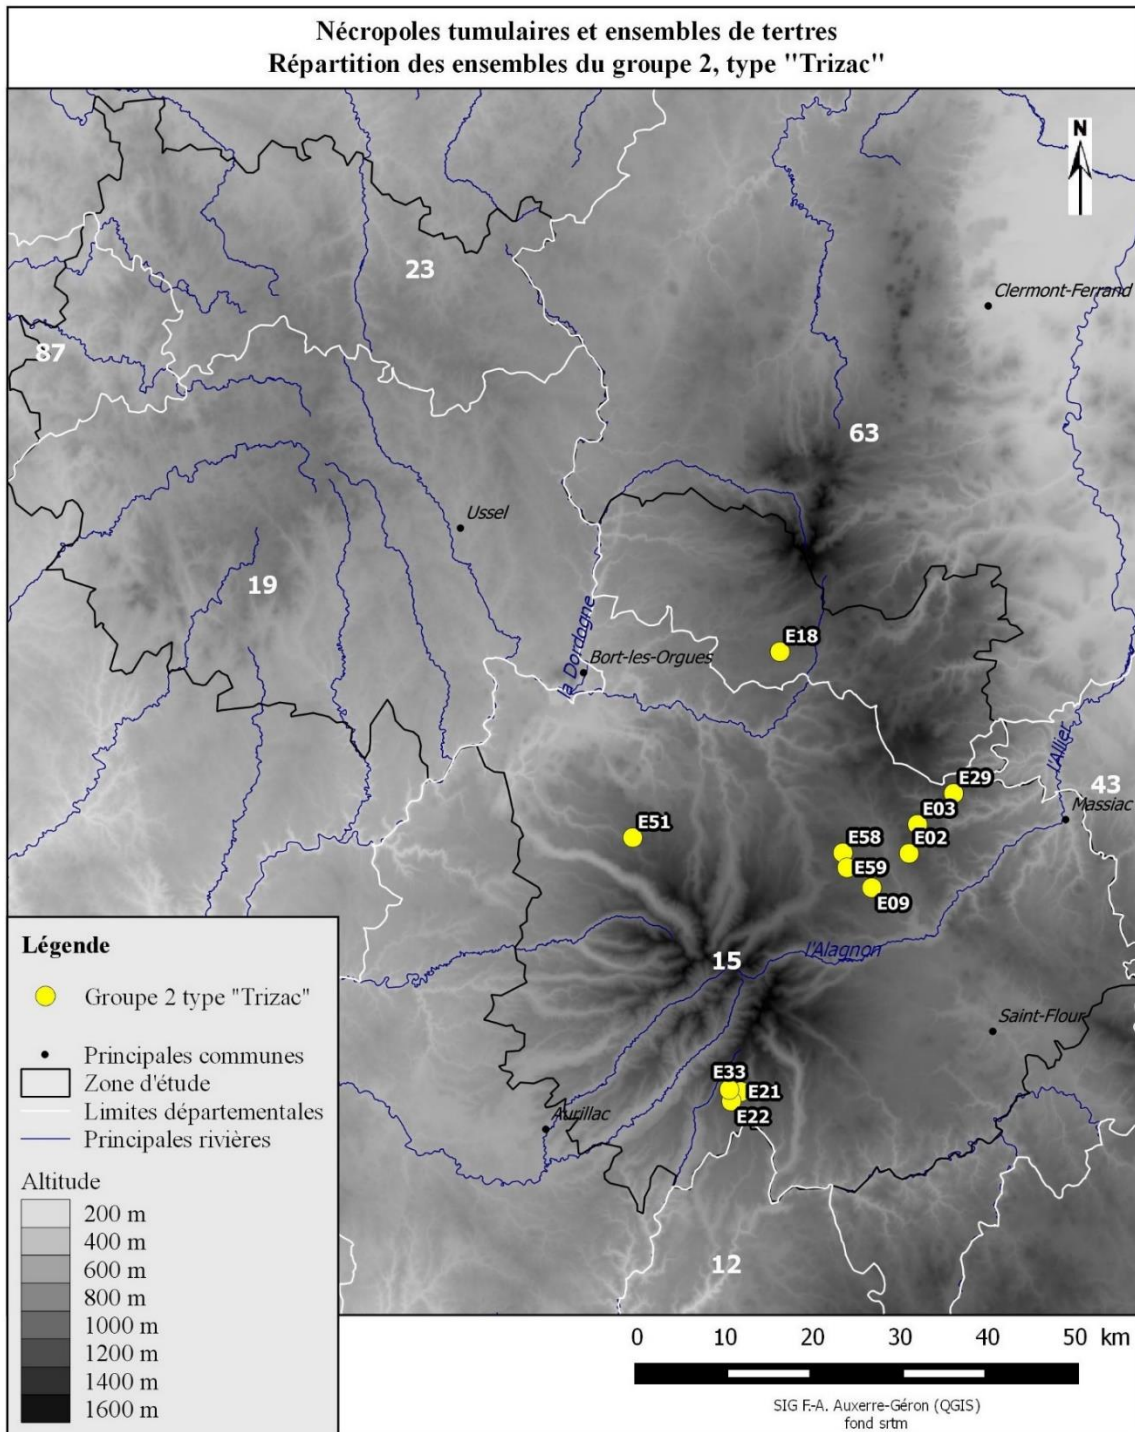 Nécropoles tumulaires et ensembles de tertres
Répartition des ensembles du groupe 2, type "Trizac"
N
23
Clermont-Ferrand
87
63
Ussel
19
la Dordogne
E18
Bort-les-Orgues
l'Allier
43
E29
Massiac
E03
E51
E58
E02
E59
E09
15
l'Alagnon
Saint-Flour
E33
E21
E22
Aurillac
12
Légende
Groupe 2 type "Trizac"
Principales communes
Zone d'étude
Limites départementales
Principales rivières
Altitude
200 m
400 m
600 m
800 m
1000 m
1200 m
1400 m
1600 m
0 10 20 30 40 50 km
SIG F.-A. Auxerre-Géron (QGIS)
fond srtm